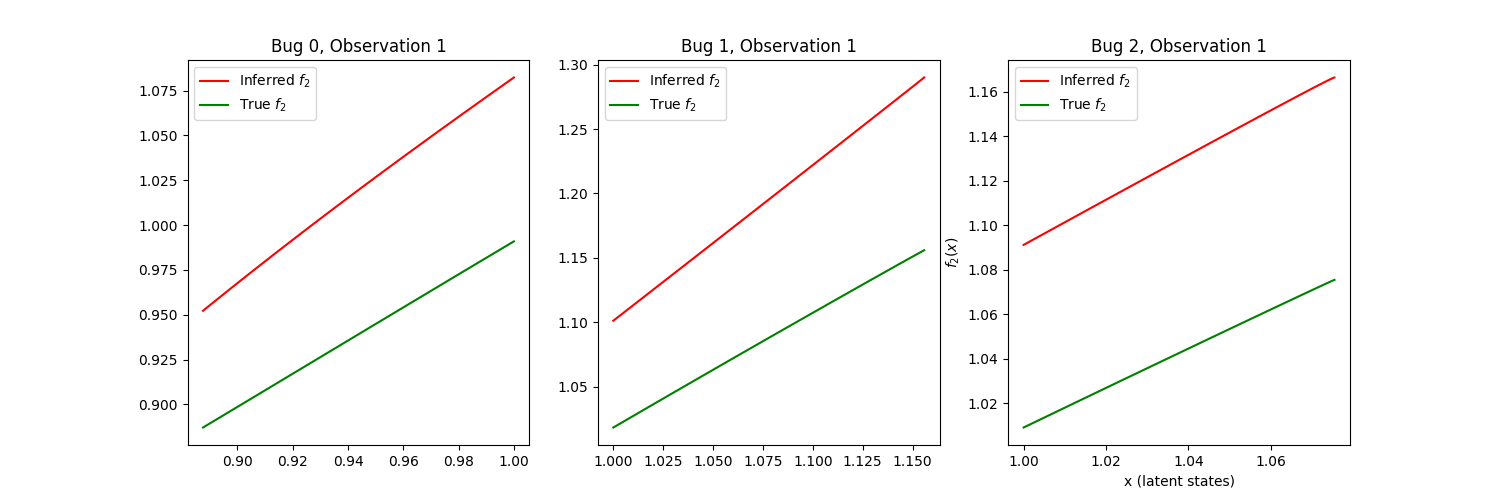 Bug 0, Observation 1
Inferred f₂
True f₂
1.075
1.050
1.025
1.000
0.975
0.950
0.925
0.900
0.90 0.92 0.94 0.96 0.98 1.00
Bug 1, Observation 1
Inferred f₂
True f₂
1.30
1.25
1.20
1.15
1.10
1.05
1.000 1.025 1.050 1.075 1.100 1.125 1.150
Bug 2, Observation 1
Inferred f₂
True f₂
f₂(x)
1.16
1.14
1.12
1.10
1.08
1.06
1.04
1.02
1.00 1.02 1.04 1.06
x (latent states)